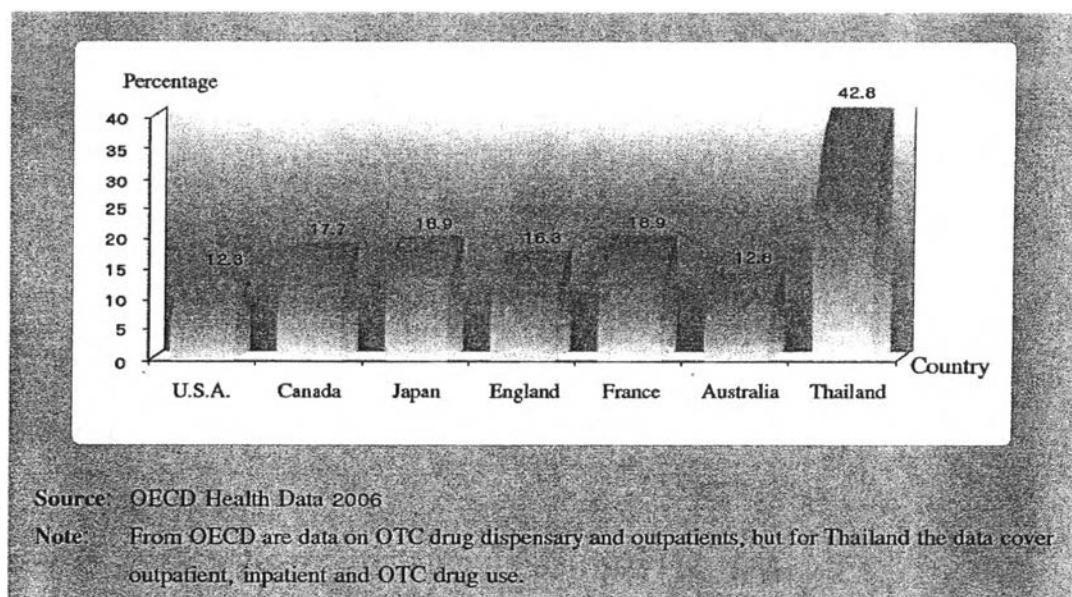 Percentage
42.8
40
35
30
25
20
15
10
5
0
12.3
17.7
18.9
16.3
18.9
12.8
Country
U.S.A. Canada Japan England France Australia Thailand
Source: OECD Health Data 2006
Note: From OECD are data on OTC drug dispensary and outpatients, but for Thailand the data cover
outpatient, inpatient and OTC drug use.